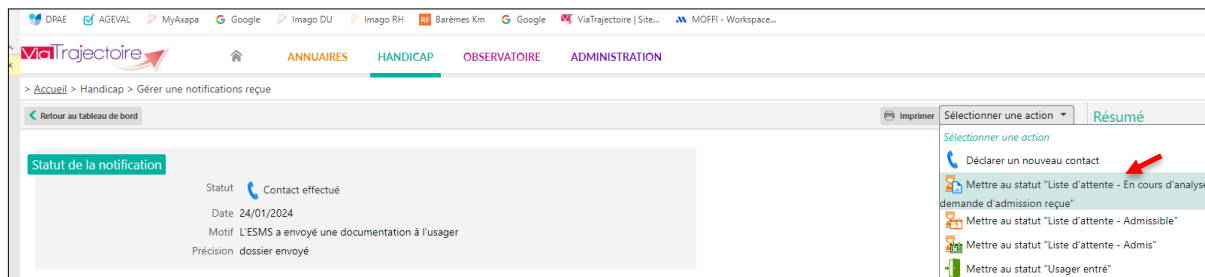 DPAE AGEVAL MyAxapa Google Imago DU Imago RH RF Barèmes Km Google ViaTrajectoire | Site... MOFFI - Workspace...
ViaTrajectoire ANNUAIRES HANDICAP OBSERVATOIRE ADMINISTRATION
> Accueil > Handicap > Gérer une notifications reçue
Retour au tableau de bord Imprimer Sélectionner une action Résumé
Sélectionner une action
Déclarer un nouveau contact
Statut de la notification
Mettre au statut "Liste d'attente - En cours d'analyse
demande d'admission reçue"
Statut Contact effectué
Date 24/01/2024
Mettre au statut "Liste d'attente - Admissible"
Motif L'ESMS a envoyé une documentation à l'usager
Mettre au statut "Liste d'attente - Admis"
Précision dossier envoyé
Mettre au statut "Usager entré"